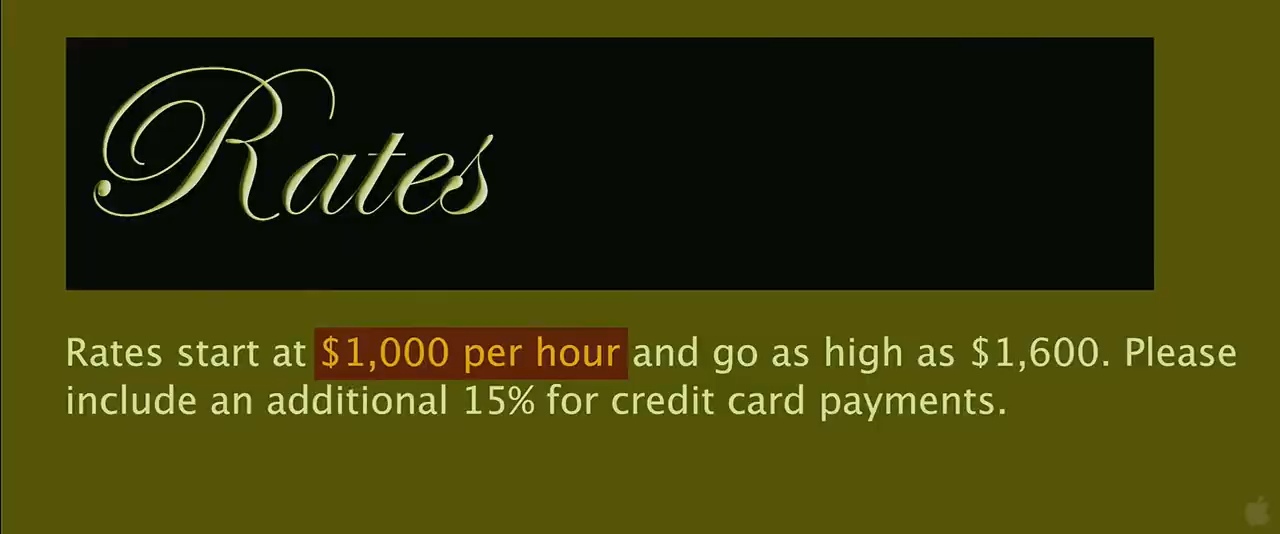 Rates
Rates start at $1,000 per hour and go as high as $1,600. Please
include an additional 15% for credit card payments.